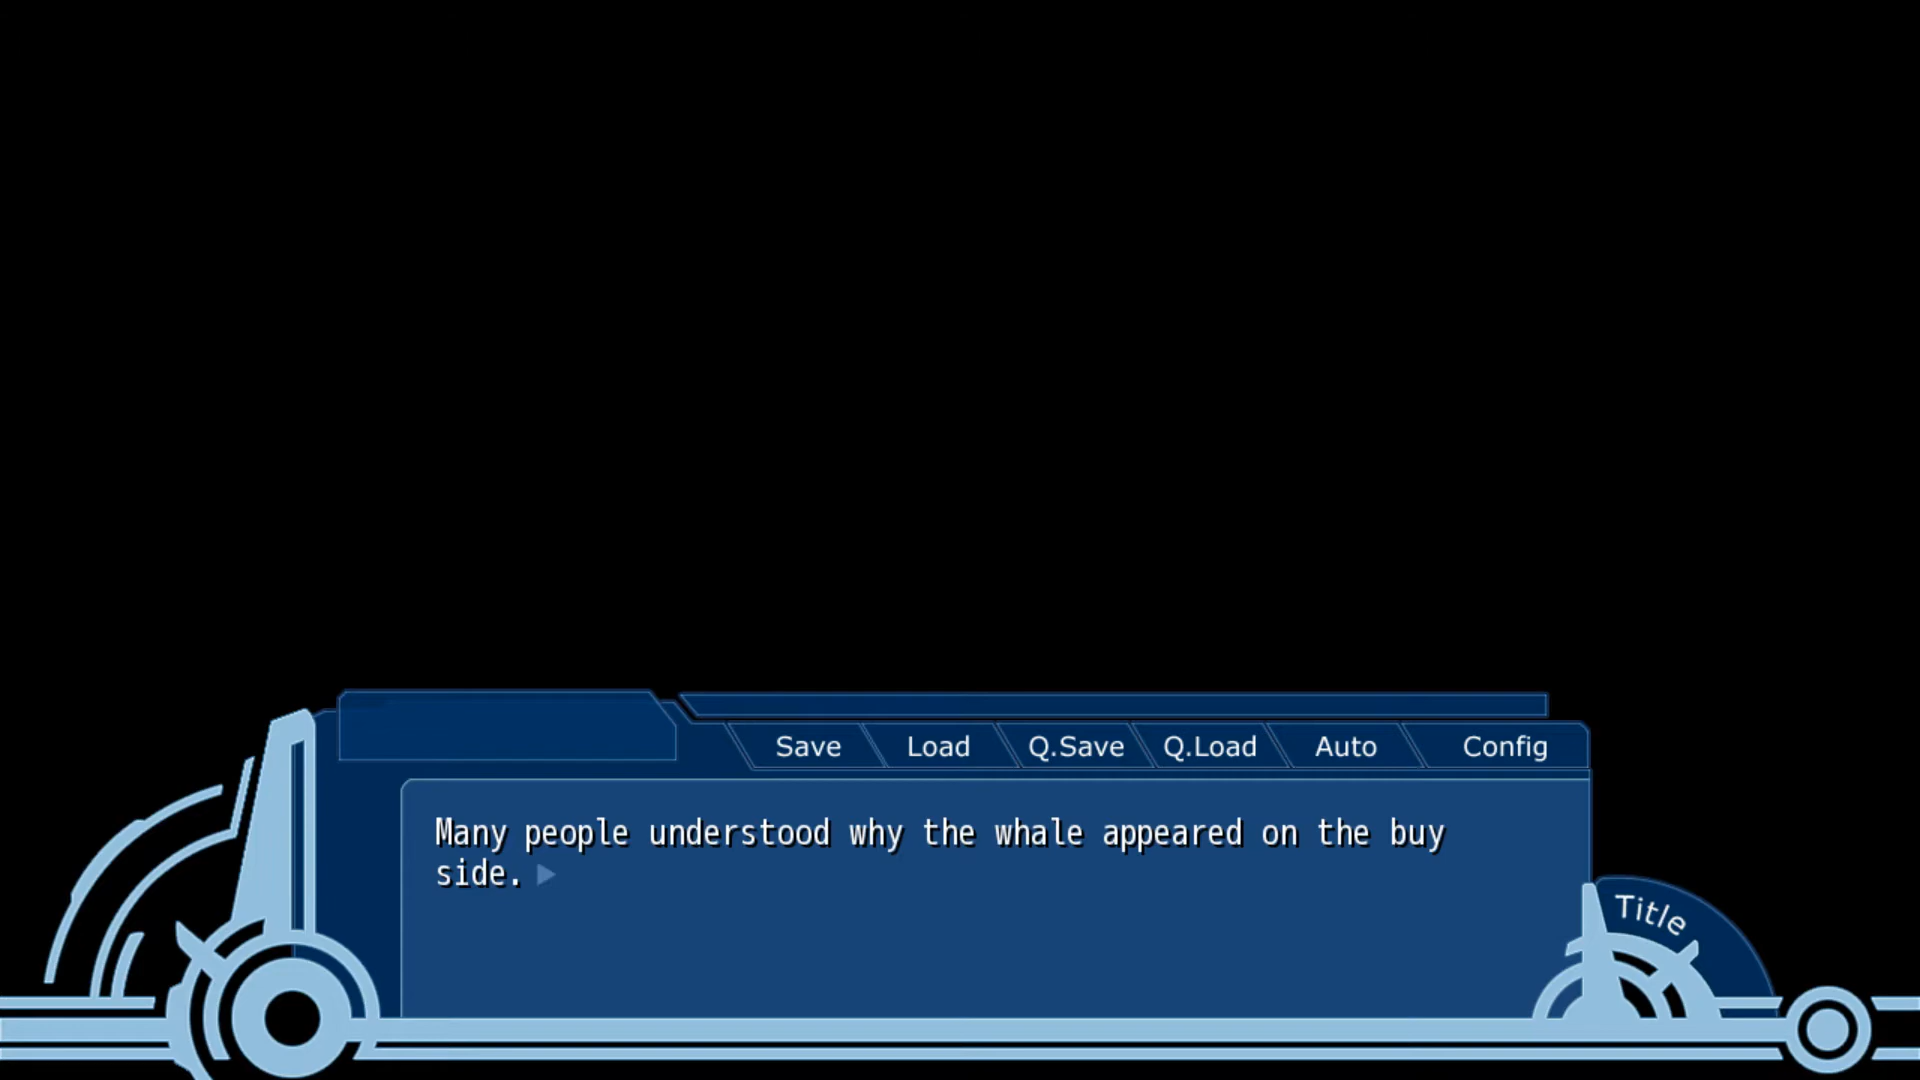 Save Load Q.Save Q.Load Auto Config
Many people understood why the whale appeared on the buy
side.
Title